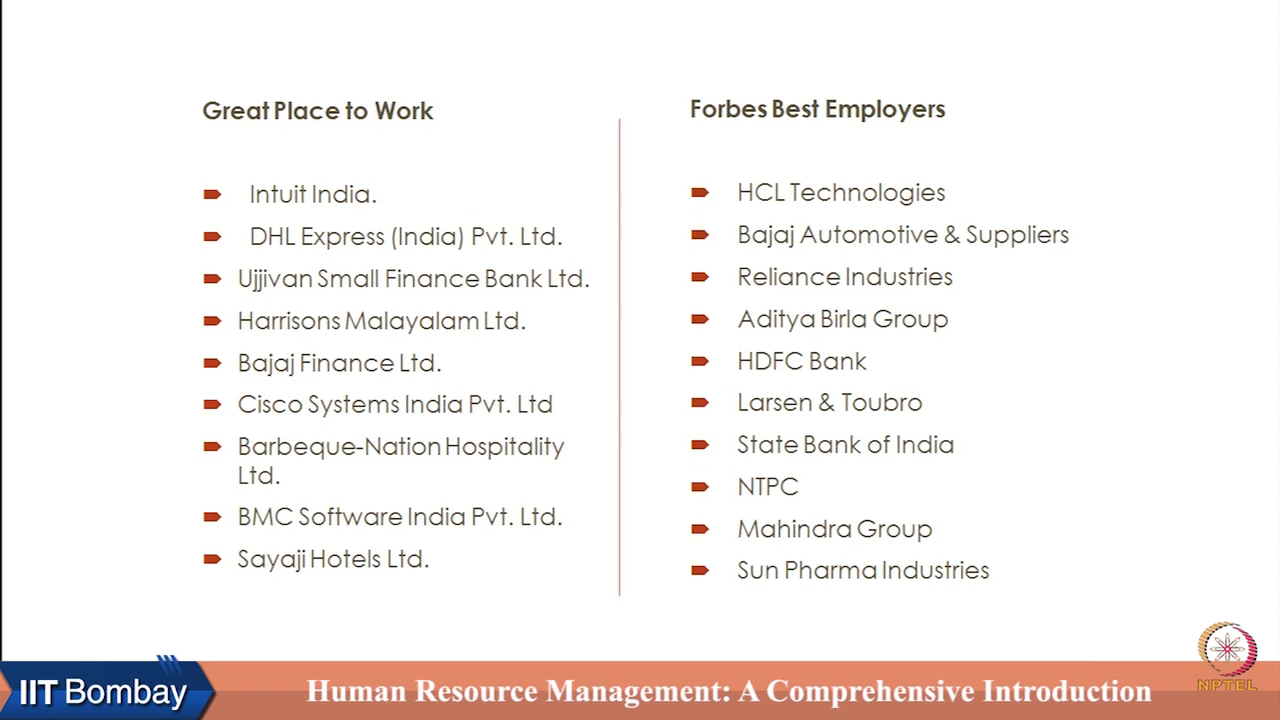 Great Place to Work
Intuit India.
DHL Express (India) Pvt. Ltd.
Ujjivan Small Finance Bank Ltd.
Harrisons Malayalam Ltd.
Bajaj Finance Ltd.
Cisco Systems India Pvt. Ltd
Barbeque-Nation Hospitality
Ltd.
BMC Software India Pvt. Ltd.
Sayaji Hotels Ltd.
Forbes Best Employers
HCL Technologies
Bajaj Automotive & Suppliers
Reliance Industries
Aditya Birla Group
HDFC Bank
Larsen & Toubro
State Bank of India
NTPC
Mahindra Group
Sun Pharma Industries
NPTEL
IIT Bombay
Human Resource Management: A Comprehensive Introduction